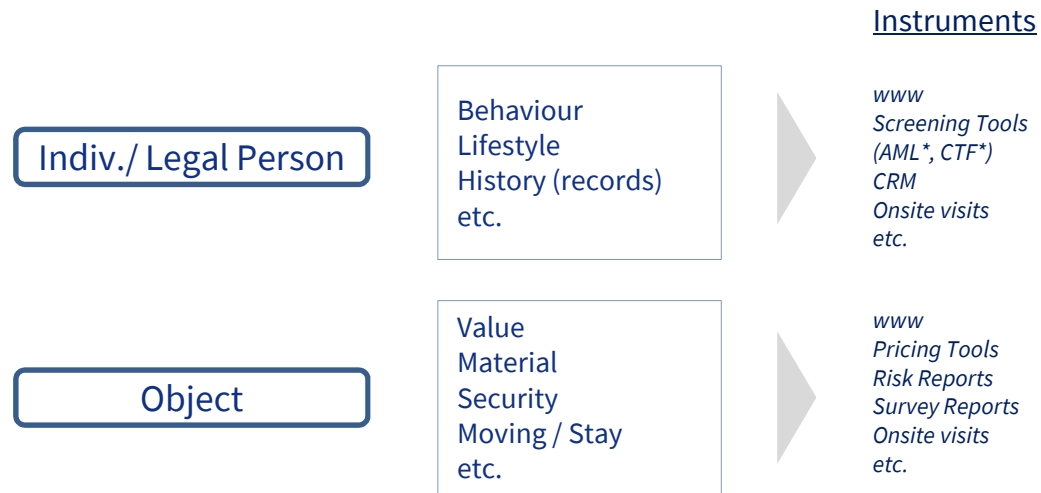 Instruments
Indiv./ Legal Person
Behaviour
Lifestyle
History (records)
etc.
www
Screening Tools
(AML*, CTF*)
CRM
Onsite visits
etc.
Object
Value
Material
Security
Moving / Stay
etc.
www
Pricing Tools
Risk Reports
Survey Reports
Onsite visits
etc.